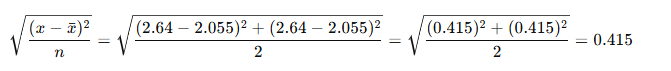 √((x − x̄)²/n) = √(((2.64 − 2.055)² + (2.64 − 2.055)²)/2) = √(((0.415)² + (0.415)²)/2) = 0.415